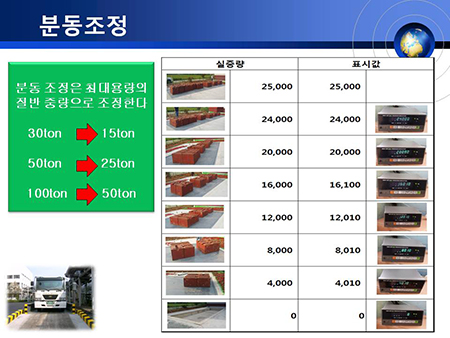 분동조정
분동 조정은 최대용량의
절반 중량으로 조정한다
30ton 15ton
50ton 25ton
100ton 50ton
실중량 표시값
25,000 25,000
24,000 24,000
20,000 20,000
16,000 16,100
12,000 12,010
8,000 8,010
4,000 4,010
0 0